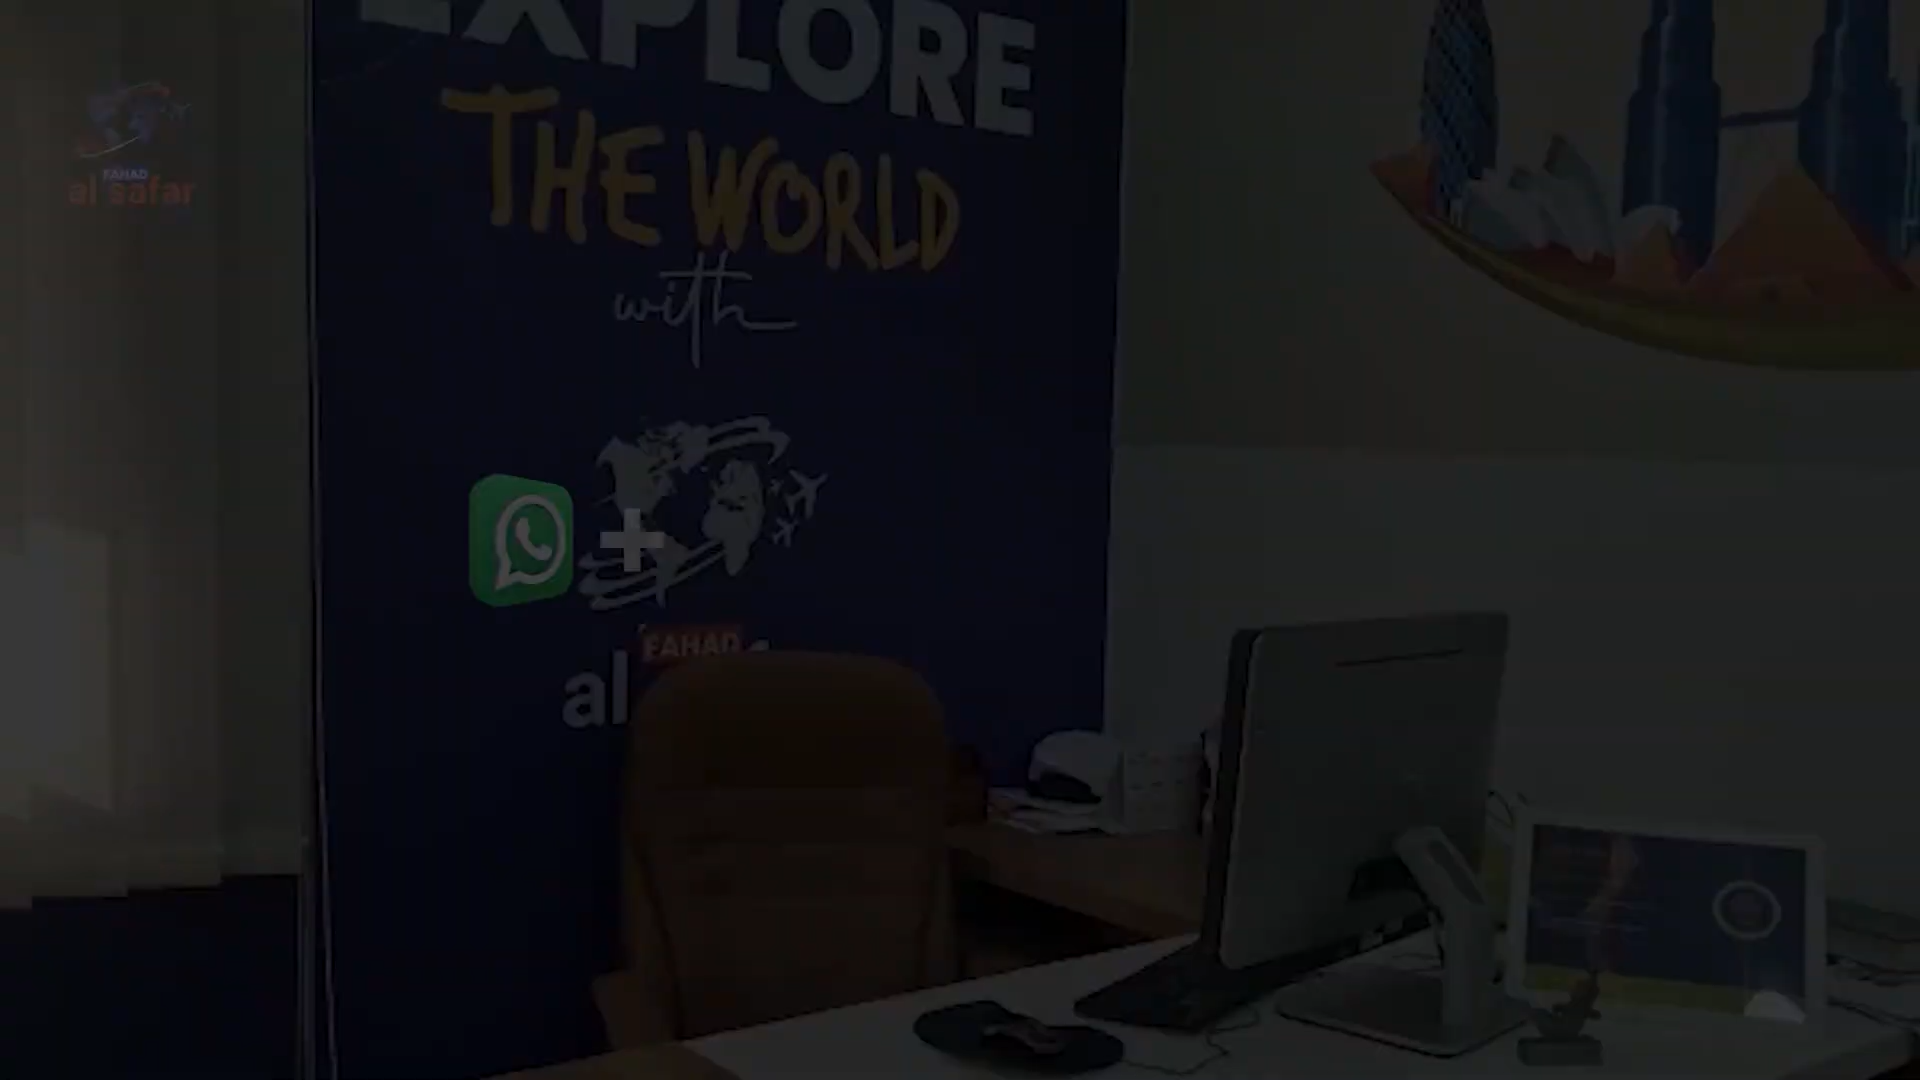 EXPLORE
THE WORLD
with
FAHAD
al
FAHAD
al safar
+